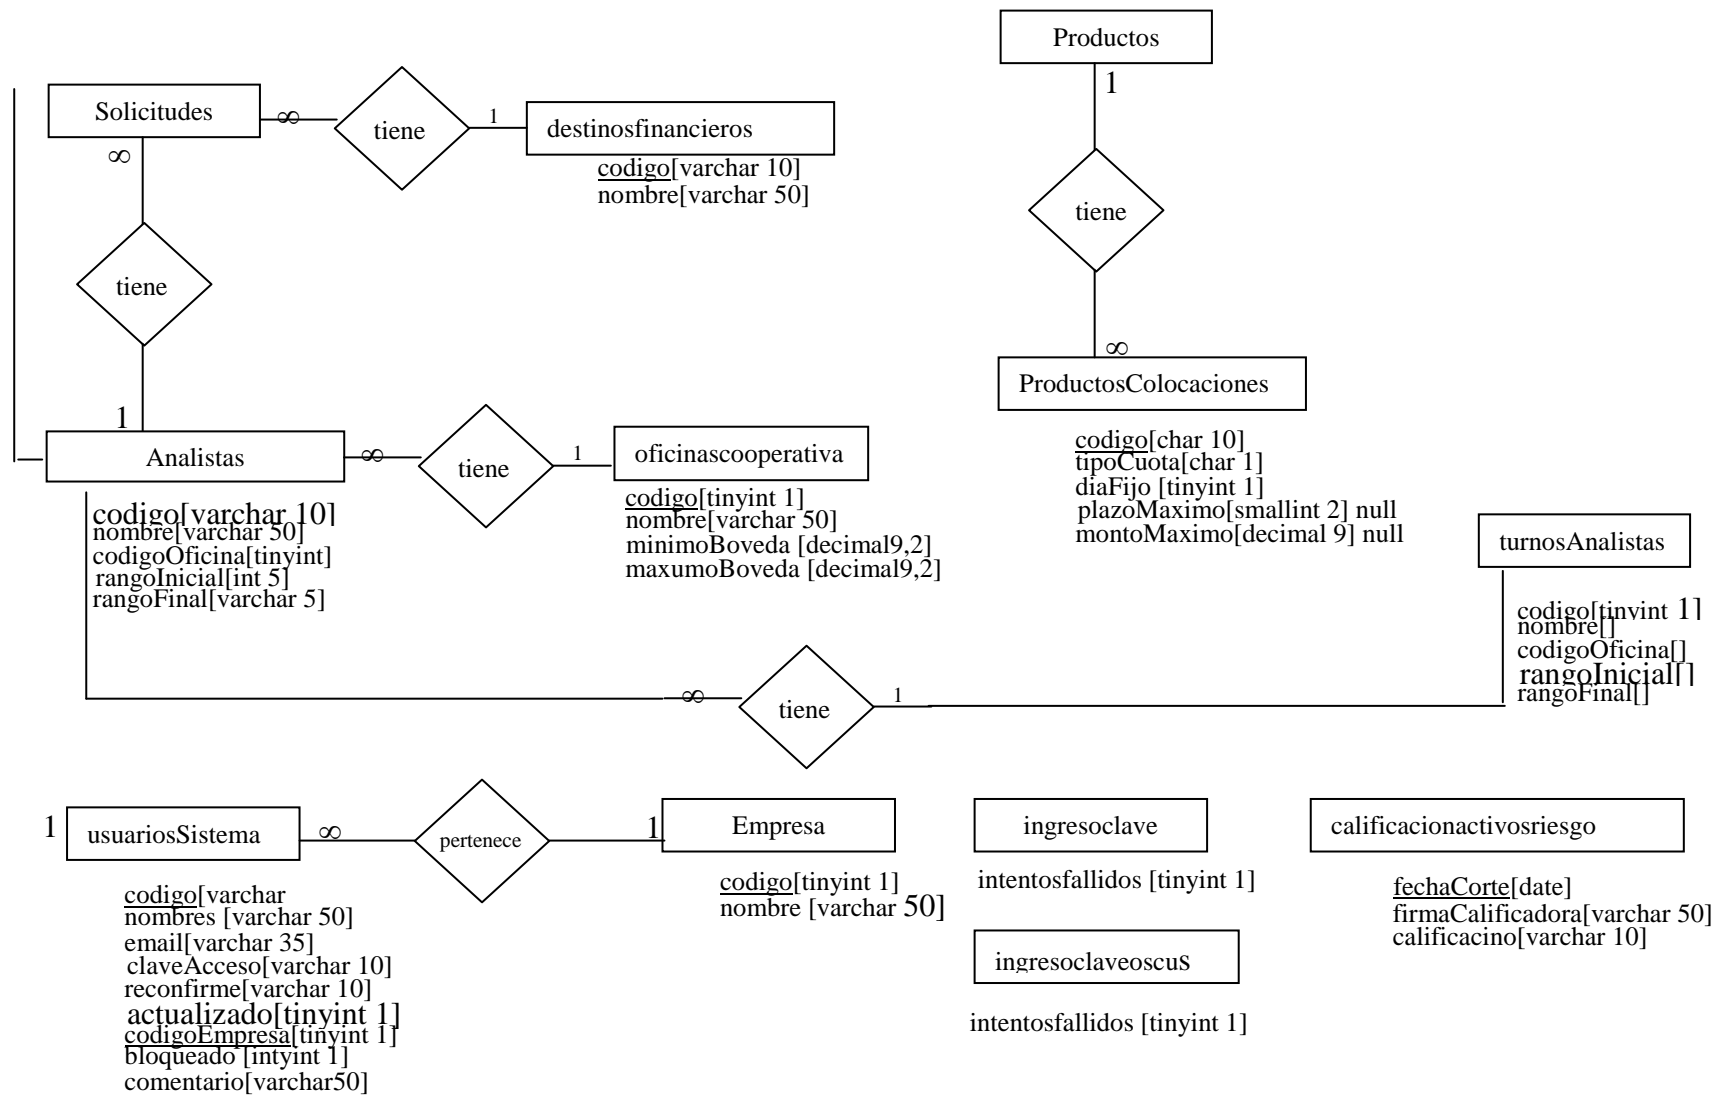 Productos
1
Solicitudes
∞
tiene
1
destinosfinancieros
codigo[varchar 10]
nombre[varchar 50]
∞
tiene
tiene
∞
ProductosColocaciones
codigo[char 10]
tipoCuota[char 1]
diaFijo [tinyint 1]
plazoMaximo[smallint 2] null
montoMaximo[decimal 9] null
1
Analistas
∞
tiene
1
oficinascooperativa
codigo[tinyint 1]
nombre[varchar 50]
minimoBoveda [decimal9,2]
maxumoBoveda [decimal9,2]
codigo[varchar 10]
nombre[varchar 50]
codigoOficina[tinyint]
rangoInicial[int 5]
rangoFinal[varchar 5]
turnosAnalistas
codigo[tinyint 1]
nombre[]
codigoOficina[]
rangoInicial[]
rangoFinal[]
∞
tiene
1
1
usuariosSistema
∞
pertenece
1
Empresa
codigo[tinyint 1]
nombre [varchar 50]
ingresoclave
intentosfallidos [tinyint 1]
calificacionactivosriesgo
fechaCorte[date]
firmaCalificadora[varchar 50]
calificacino[varchar 10]
codigo[varchar
nombres [varchar 50]
email[varchar 35]
claveAcceso[varchar 10]
reconfirme[varchar 10]
actualizado[tinyint 1]
codigoEmpresa[tinyint 1]
bloqueado [intyint 1]
comentario[varchar50]
ingresoclaveoscus
intentosfallidos [tinyint 1]